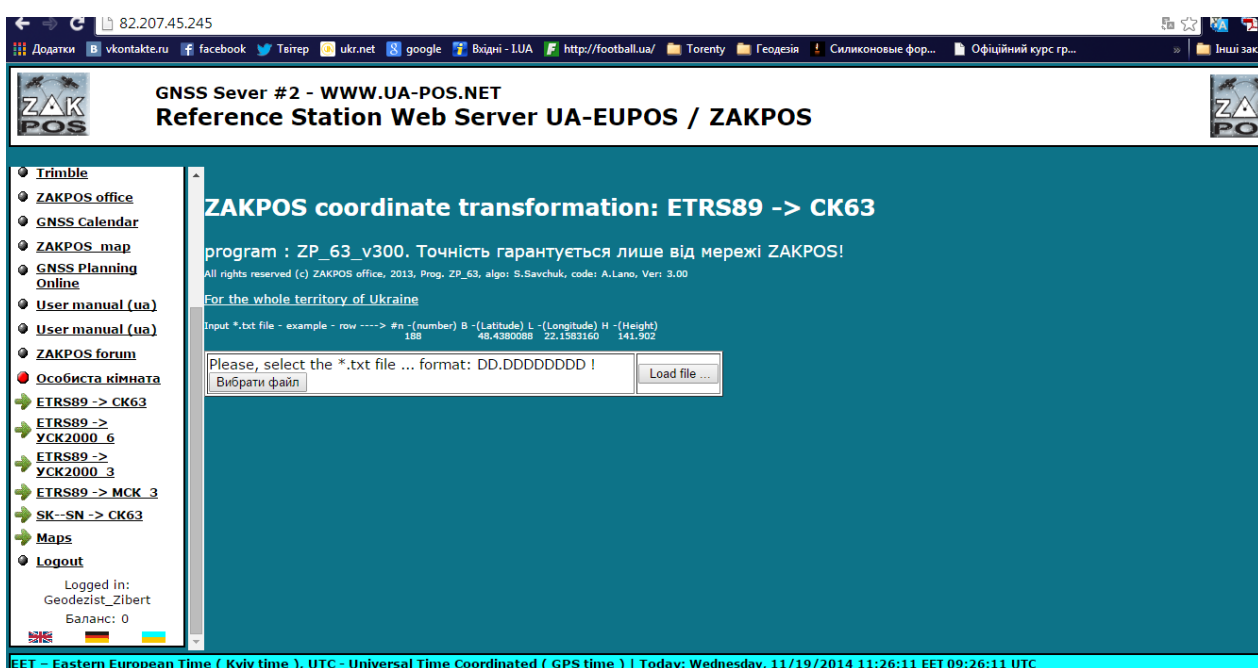 82.207.45.245
Додатки vkontakte.ru facebook Твітер ukr.net google Вхідні - I.UA http://football.ua/ Torenty Геодезія Силиконовые фор... Офіційний курс гр... » Інші зак
ZAK POS
GNSS Sever #2 - WWW.UA-POS.NET
Reference Station Web Server UA-EUPOS / ZAKPOS
Trimble
ZAKPOS office
GNSS Calendar
ZAKPOS map
GNSS Planning
Online
User manual (ua)
User manual (ua)
ZAKPOS forum
Особиста кімната
ETRS89 -> СК63
ETRS89 ->
УСК2000_6
ETRS89 ->
УСК2000_3
ETRS89 -> МСК_3
SK--SN -> СК63
Maps
Logout
Logged in:
Geodezist_Zibert
Баланс: 0
ZAKPOS coordinate transformation: ETRS89 -> СК63
program : ZP_63_v300. Точність гарантується лише від мережі ZAKPOS!
All rights reserved (c) ZAKPOS office, 2013, Prog. ZP_63, algo: S.Savchuk, code: A.Lano, Ver: 3.00
For the whole territory of Ukraine
Input *.txt file - example - row ----> #n -(number) B -(Latitude) L -(Longitude) H -(Height)
188 48.4380088 22.1583160 141.902
Please, select the *.txt file ... format: DD.DDDDDDDD !
Вибрати файл
Load file ...
EET – Eastern European Time ( Kyiv time ), UTC - Universal Time Coordinated ( GPS time ) | Today: Wednesday, 11/19/2014 11:26:11 EET 09:26:11 UTC